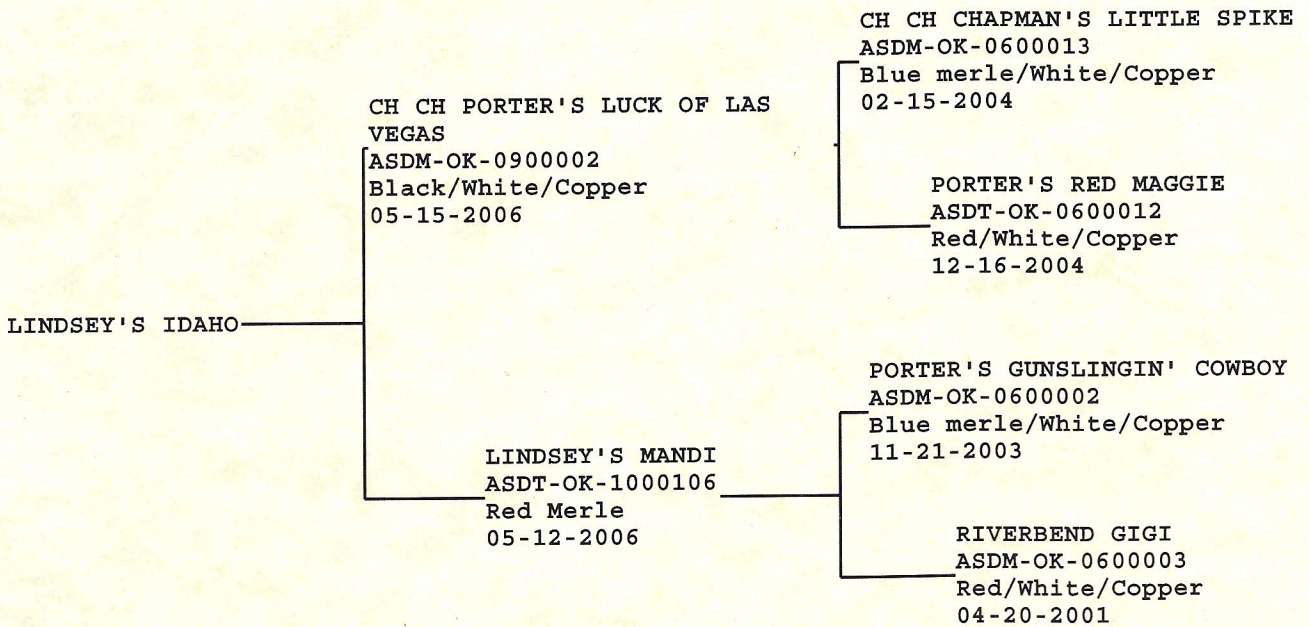 CH CH CHAPMAN'S LITTLE SPIKE
ASDM-OK-0600013
Blue merle/White/Copper
02-15-2004
CH CH PORTER'S LUCK OF LAS
VEGAS
ASDM-OK-0900002
Black/White/Copper
05-15-2006
PORTER'S RED MAGGIE
ASDT-OK-0600012
Red/White/Copper
12-16-2004
LINDSEY'S IDAHO
PORTER'S GUNSLINGIN' COWBOY
ASDM-OK-0600002
Blue merle/White/Copper
11-21-2003
LINDSEY'S MANDI
ASDT-OK-1000106
Red Merle
05-12-2006
RIVERBEND GIGI
ASDM-OK-0600003
Red/White/Copper
04-20-2001